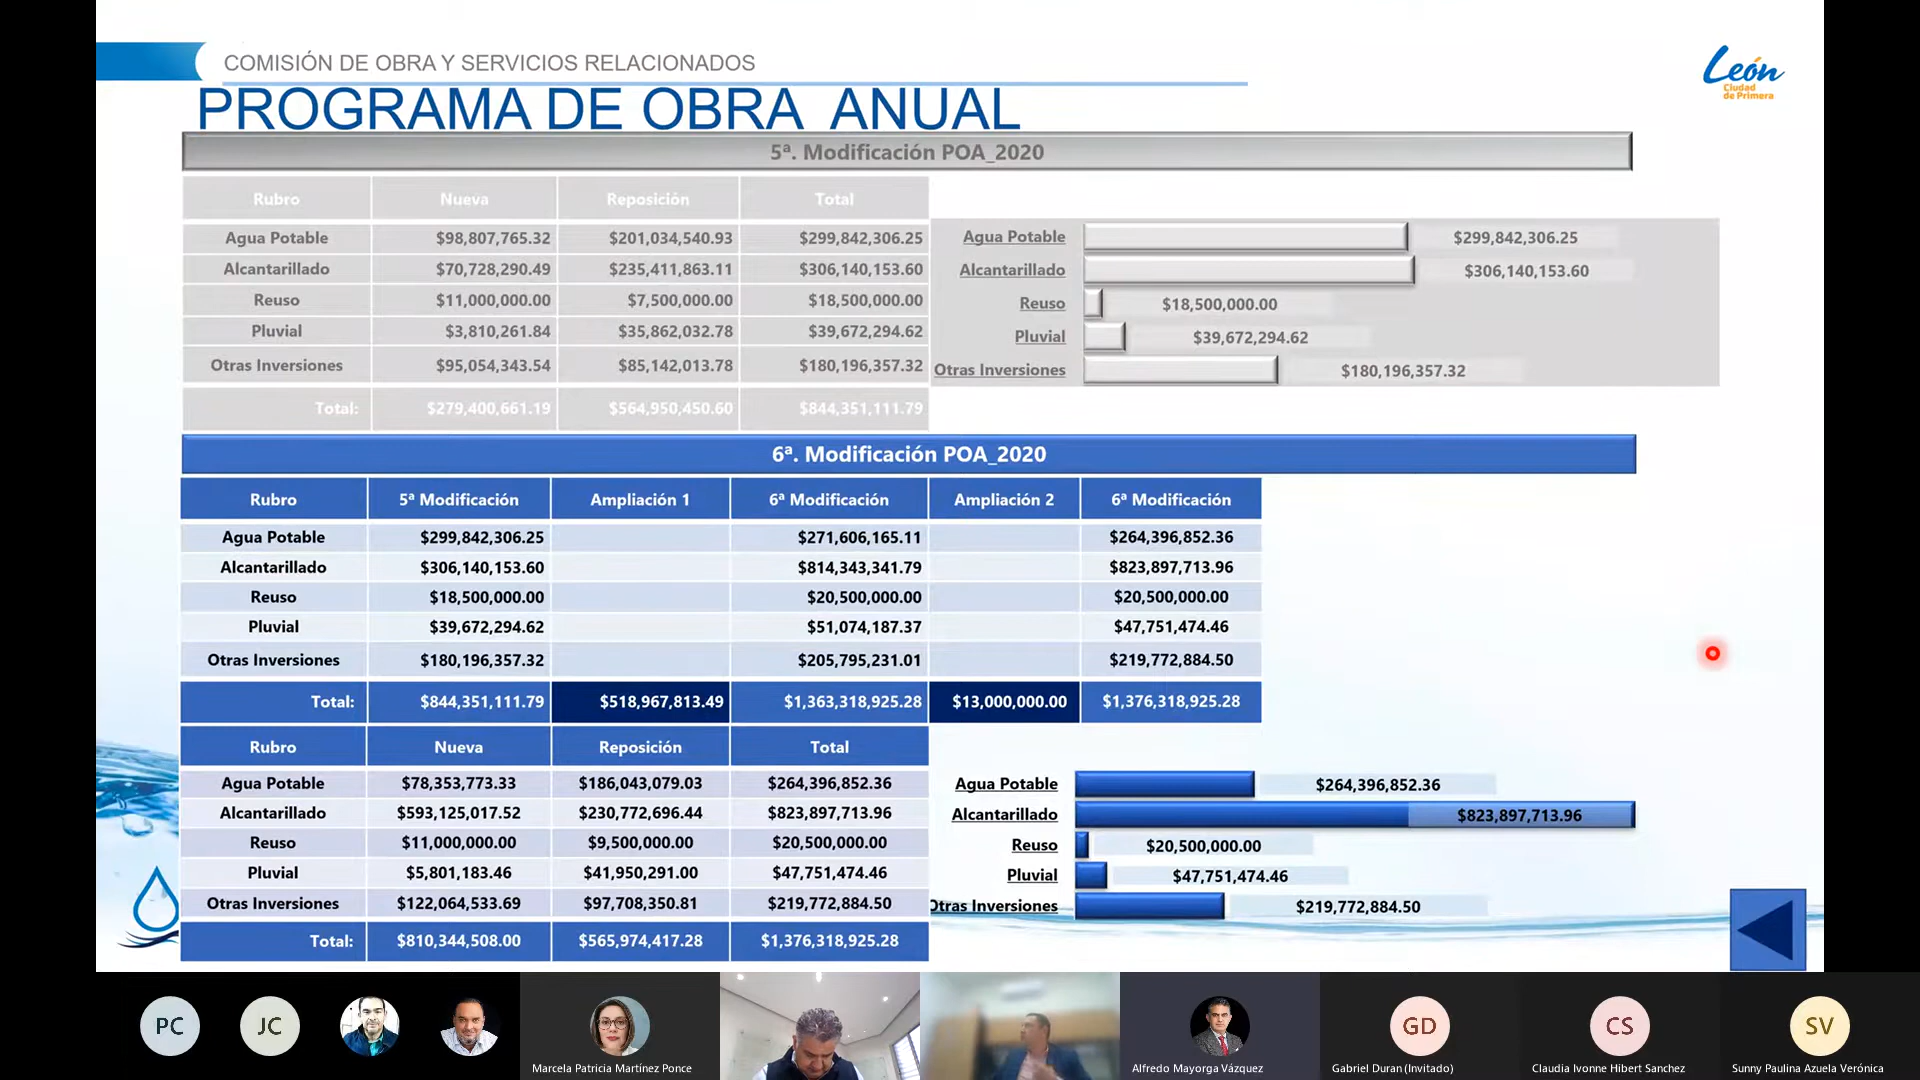 COMISIÓN DE OBRA Y SERVICIOS RELACIONADOS
León
Ciudad
de Primera
PROGRAMA DE OBRA ANUAL
5ª. Modificación POA_2020
Rubro Nueva Reposición Total
Agua Potable $98,807,765.32 $201,034,540.93 $299,842,306.25
Alcantarillado $70,728,290.49 $235,411,863.11 $306,140,153.60
Reuso $11,000,000.00 $7,500,000.00 $18,500,000.00
Pluvial $3,810,261.84 $35,862,032.78 $39,672,294.62
Otras Inversiones $95,054,343.54 $85,142,013.78 $180,196,357.32
Total: $279,400,661.19 $564,950,450.60 $844,351,111.79
Agua Potable $299,842,306.25
Alcantarillado $306,140,153.60
Reuso $18,500,000.00
Pluvial $39,672,294.62
Otras Inversiones $180,196,357.32
6ª. Modificación POA_2020
Rubro 5ª Modificación Ampliación 1 6ª Modificación Ampliación 2 6ª Modificación
Agua Potable $299,842,306.25 $271,606,165.11 $264,396,852.36
Alcantarillado $306,140,153.60 $814,343,341.79 $823,897,713.96
Reuso $18,500,000.00 $20,500,000.00 $20,500,000.00
Pluvial $39,672,294.62 $51,074,187.37 $47,751,474.46
Otras Inversiones $180,196,357.32 $205,795,231.01 $219,772,884.50
Total: $844,351,111.79 $518,967,813.49 $1,363,318,925.28 $13,000,000.00 $1,376,318,925.28
Rubro Nueva Reposición Total
Agua Potable $78,353,773.33 $186,043,079.03 $264,396,852.36
Alcantarillado $593,125,017.52 $230,772,696.44 $823,897,713.96
Reuso $11,000,000.00 $9,500,000.00 $20,500,000.00
Pluvial $5,801,183.46 $41,950,291.00 $47,751,474.46
Otras Inversiones $122,064,533.69 $97,708,350.81 $219,772,884.50
Total: $810,344,508.00 $565,974,417.28 $1,376,318,925.28
Agua Potable $264,396,852.36
Alcantarillado $823,897,713.96
Reuso $20,500,000.00
Pluvial $47,751,474.46
Otras Inversiones $219,772,884.50
PC
JC
Marcela Patricia Martínez Ponce
Alfredo Mayorga Vázquez
GD
Gabriel Duran (Invitado)
CS
Claudia Ivonne Hibert Sanchez
SV
Sunny Paulina Azuela Verónica